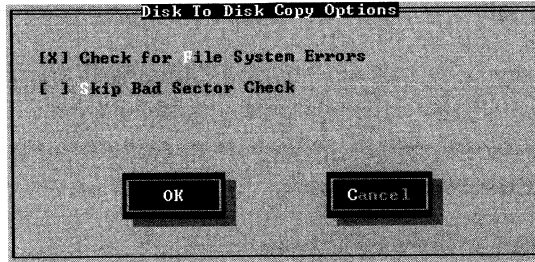 Disk To Disk Copy Options
[X] Check for File System Errors
[ ] Skip Bad Sector Check
OK
Cancel